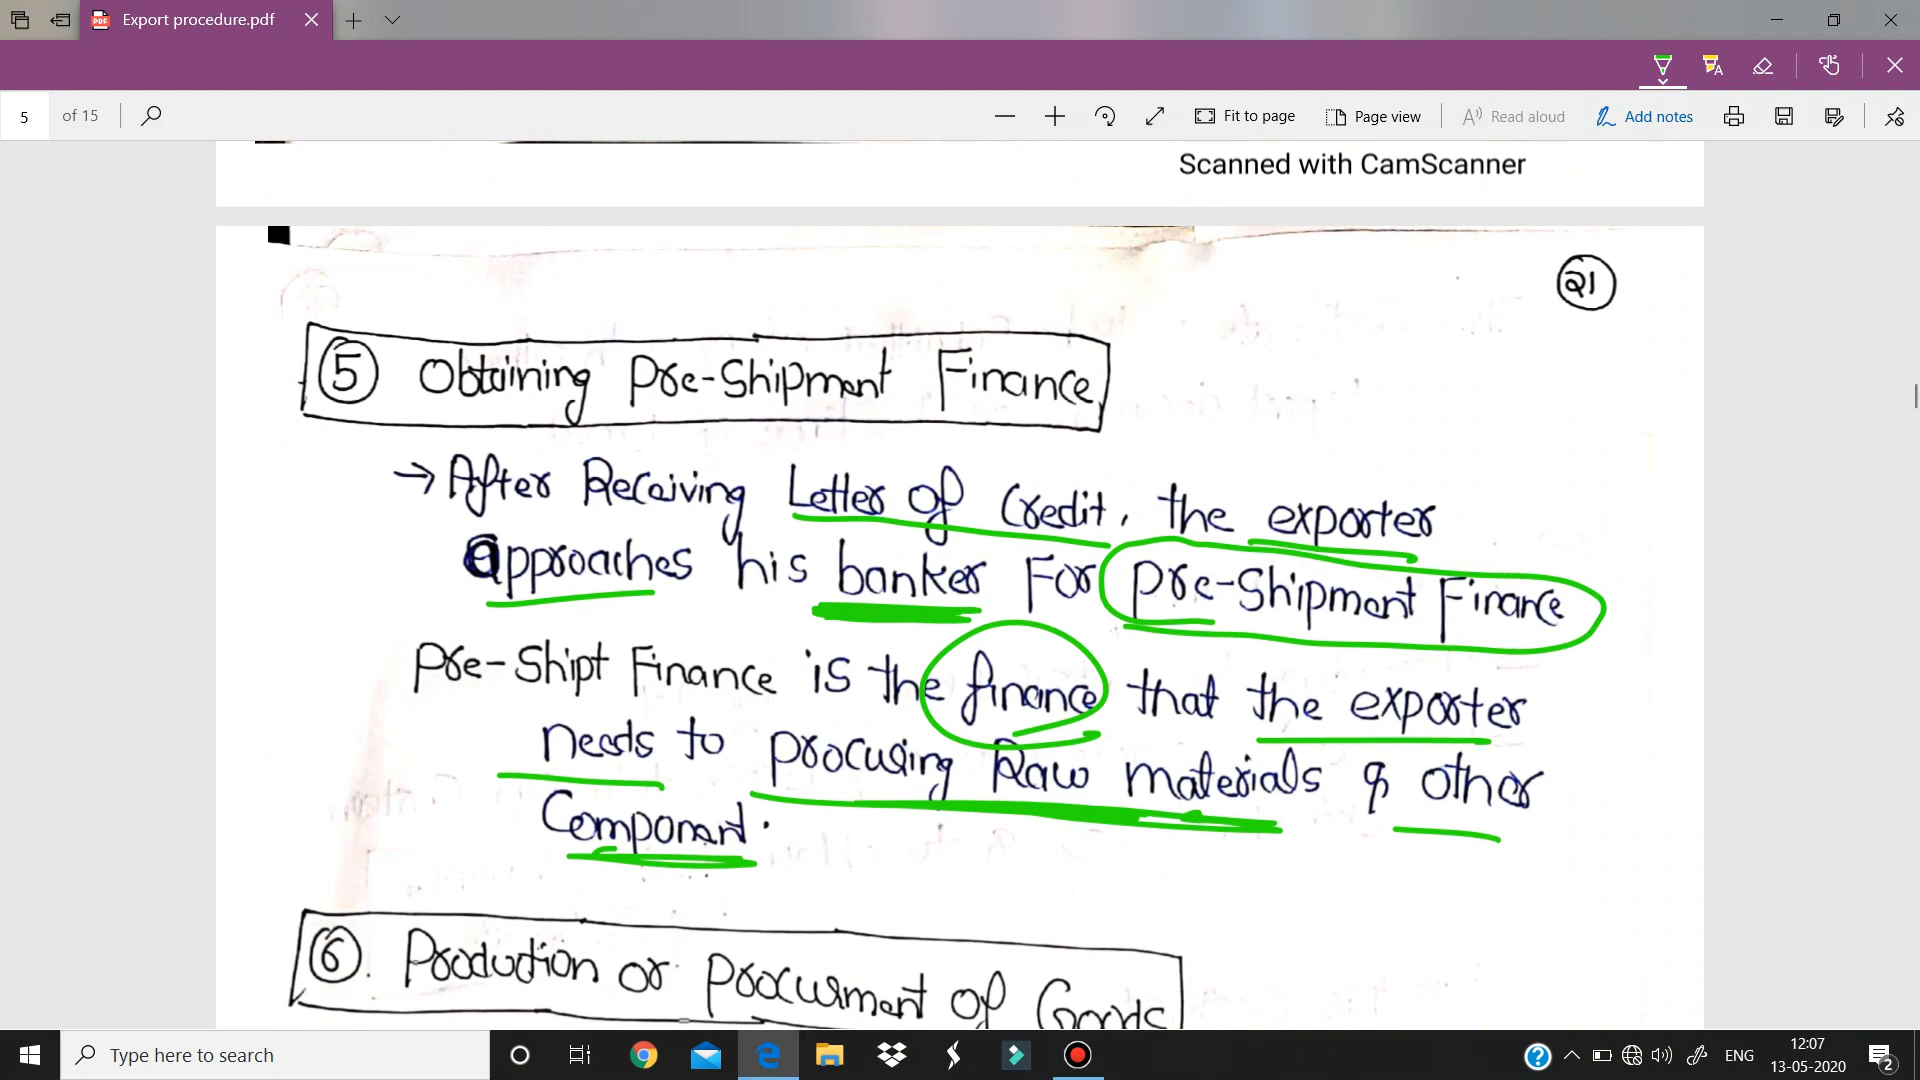 Export procedure.pdf
5 of 15
Fit to page
Page view
Read aloud
Add notes
Scanned with CamScanner
21
5 Obtaining Pre-Shipment Finance
→ After Receiving Letter of Credit, the exporter
approaches his banker For Pre-Shipment Finance
Pre-Shipt Finance is the finance that the exporter
needs to procuring Raw materials & other
Component.
6. Production or Procurment of Goods
Type here to search
ENG
12:07
13-05-2020
2